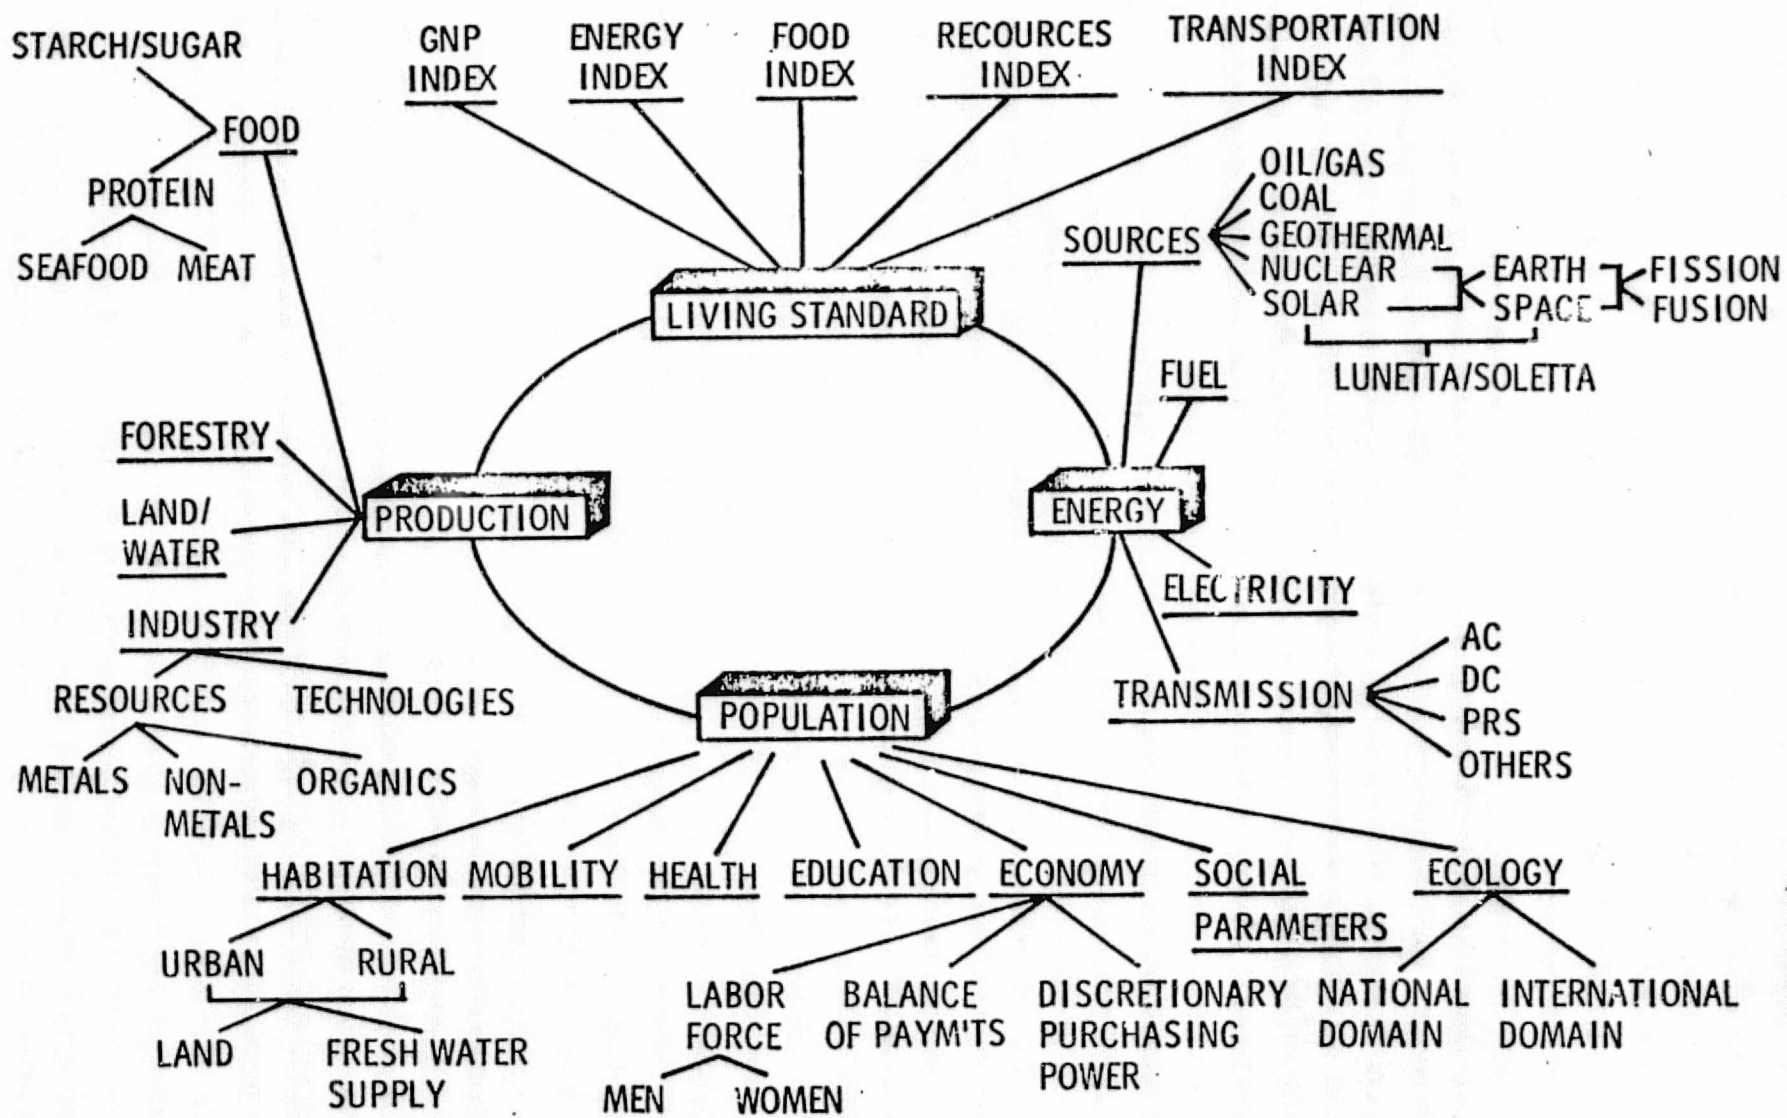 STARCH/SUGAR
FOOD
PROTEIN
SEAFOOD MEAT
GNP
INDEX
ENERGY
INDEX
FOOD
INDEX
RECOURCES
INDEX
TRANSPORTATION
INDEX
LIVING STANDARD
SOURCES
OIL/GAS
COAL
GEOTHERMAL
NUCLEAR
SOLAR
EARTH
SPACE
FISSION
FUSION
LUNETTA/SOLETTA
FUEL
ENERGY
ELECTRICITY
TRANSMISSION
AC
DC
PRS
OTHERS
FORESTRY
LAND/
WATER
PRODUCTION
INDUSTRY
RESOURCES
TECHNOLOGIES
METALS
NON-
METALS
ORGANICS
POPULATION
HABITATION
MOBILITY
HEALTH
EDUCATION
ECONOMY
SOCIAL
PARAMETERS
ECOLOGY
URBAN
RURAL
LAND
FRESH WATER
SUPPLY
LABOR
FORCE
MEN
WOMEN
BALANCE
OF PAYM'TS
DISCRETIONARY
PURCHASING
POWER
NATIONAL
DOMAIN
INTERNATIONAL
DOMAIN